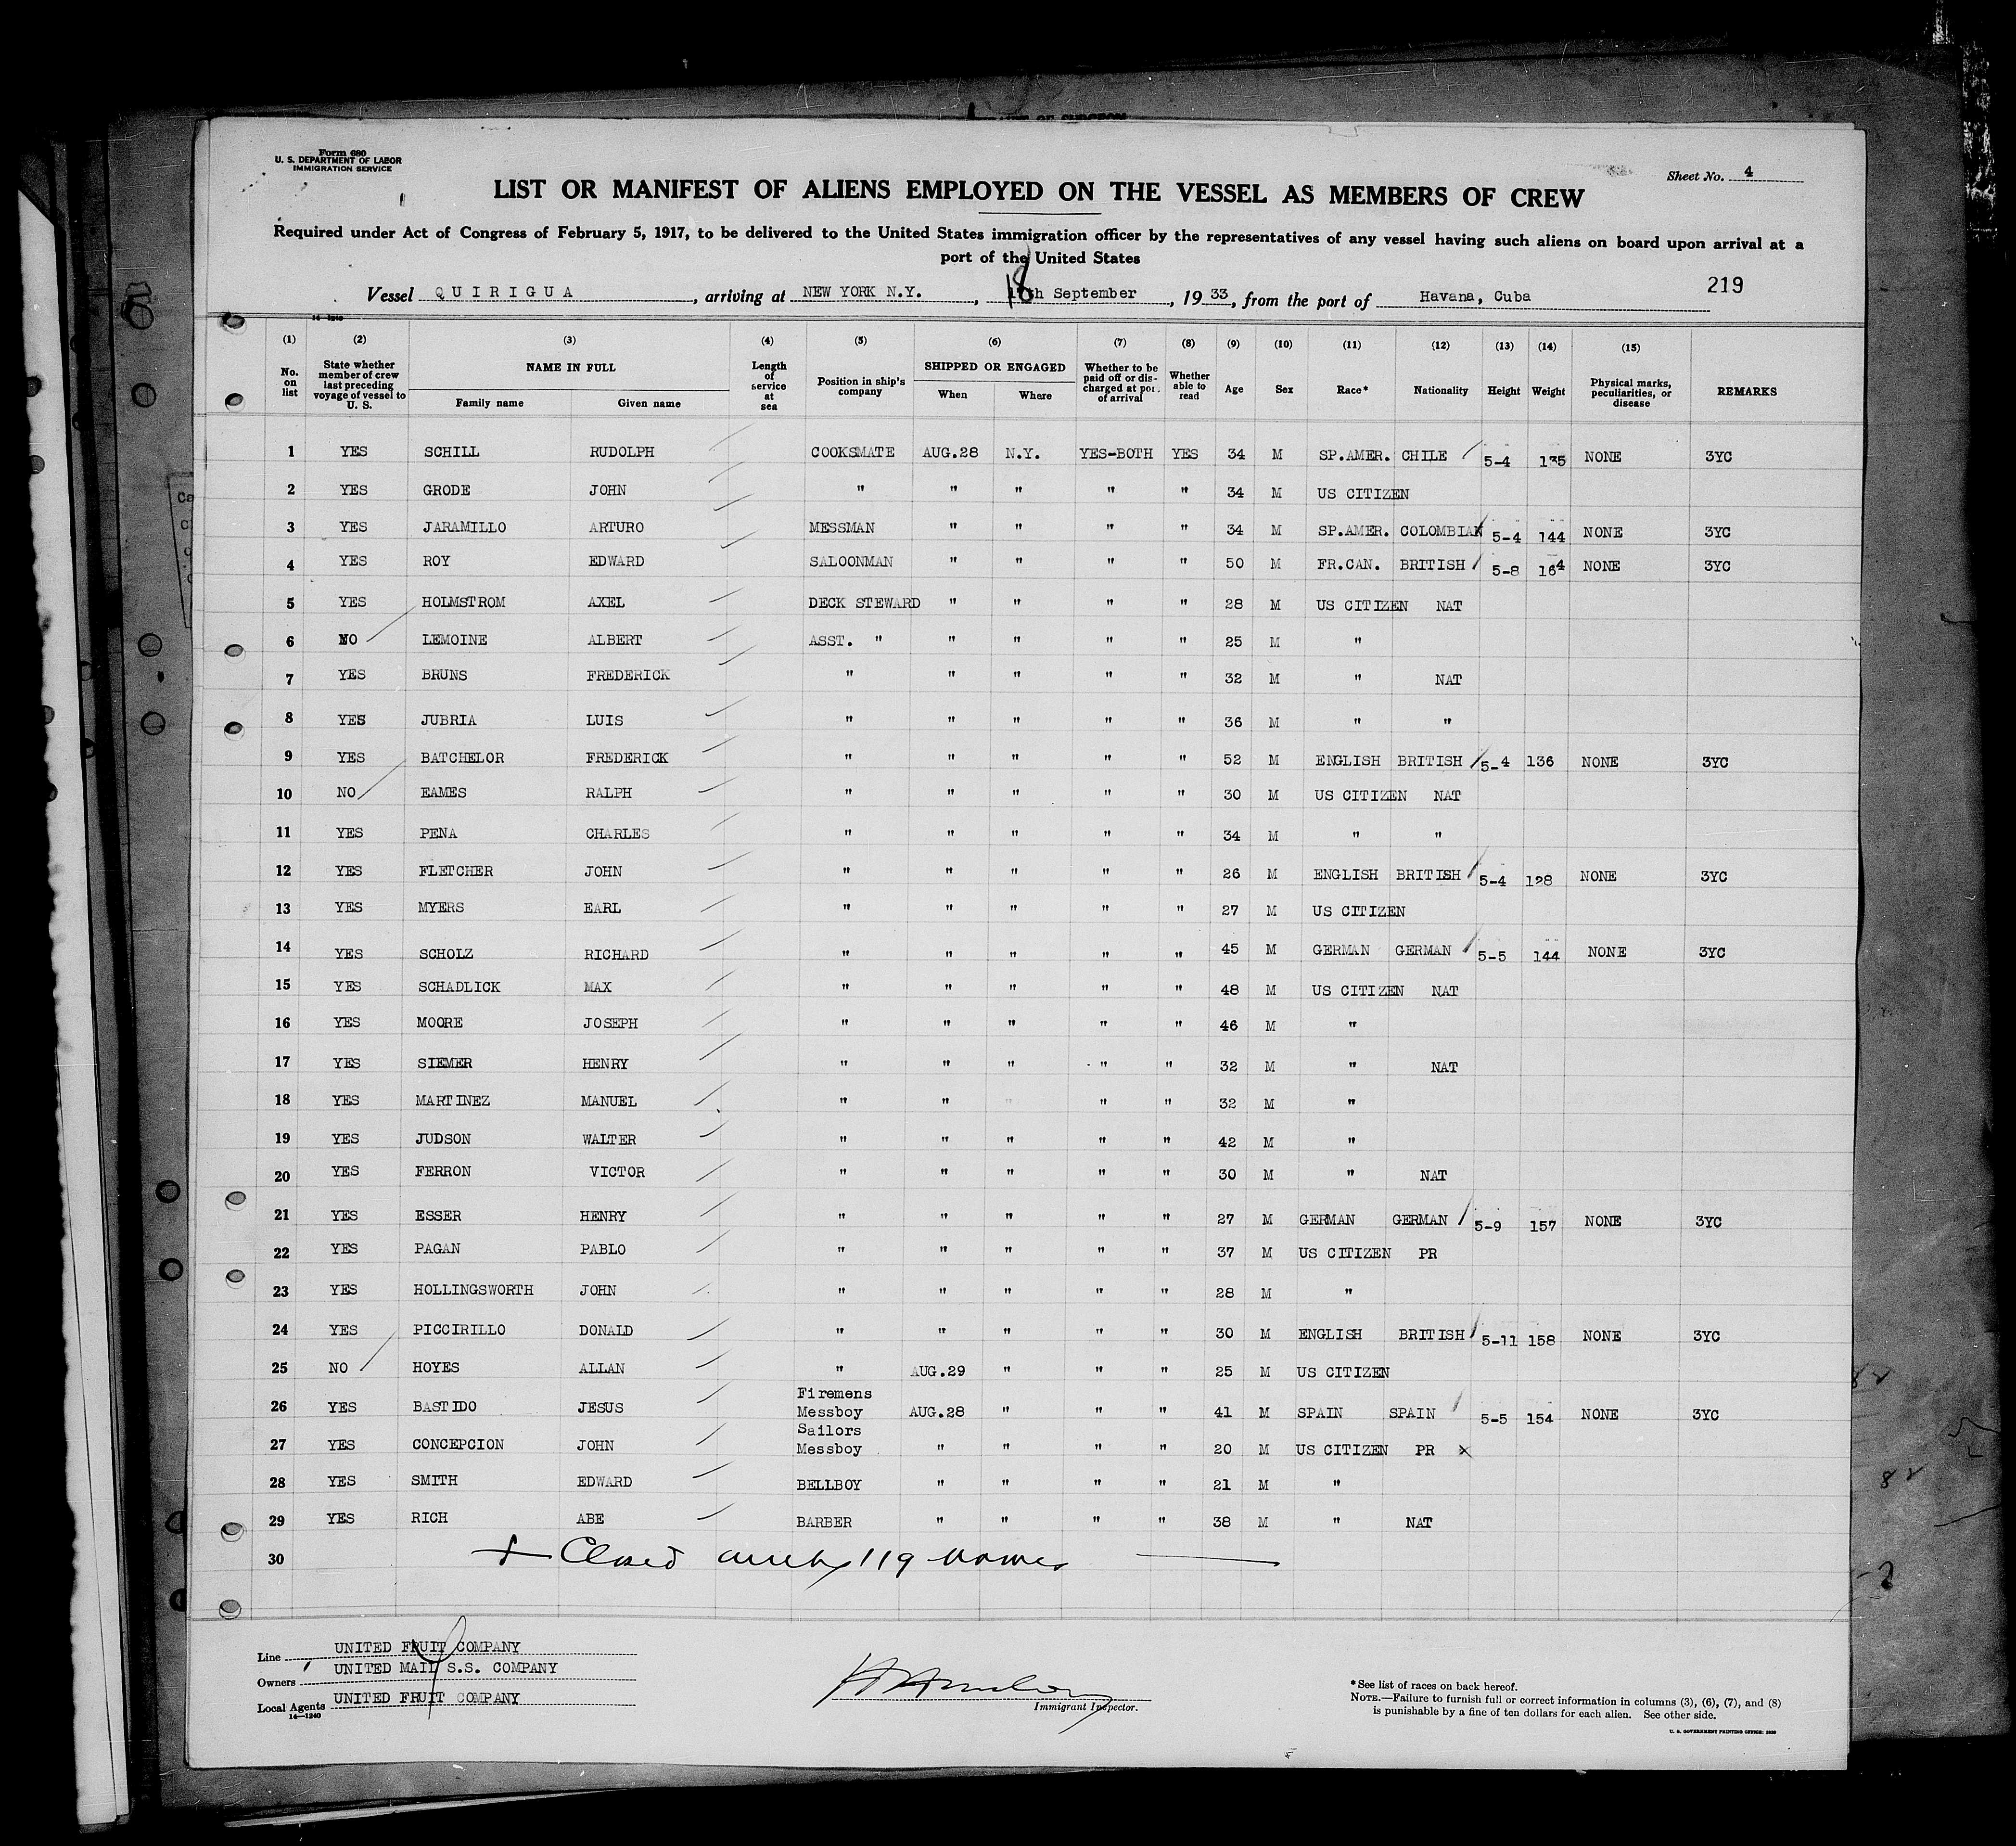 Form 680
U. S. DEPARTMENT OF LABOR
IMMIGRATION SERVICE
Sheet No. 4
LIST OR MANIFEST OF ALIENS EMPLOYED ON THE VESSEL AS MEMBERS OF CREW
Required under Act of Congress of February 5, 1917, to be delivered to the United States immigration officer by the representatives of any vessel having such aliens on board upon arrival at a
port of the United States
Vessel QUIRIGUA, arriving at NEW YORK N.Y., 18th September, 1933, from the port of Havana, Cuba
219
14-1240
(1) (2) (3) (4) (5) (6) (7) (8) (9) (10) (11) (12) (13) (14) (15)
No. on list State whether member of crew last preceding voyage of vessel to U. S. NAME IN FULL Family name Given name Length of service at sea Position in ship's company SHIPPED OR ENGAGED When Where Whether to be paid off or discharged at port of arrival Whether able to read Age Sex Race* Nationality Height Weight Physical marks, peculiarities, or disease REMARKS
1 YES SCHILL RUDOLPH COOKSMATE AUG.28 N.Y. YES-BOTH YES 34 M SP.AMER. CHILE 5-4 135 NONE 3YC
2 YES GRODE JOHN " " " " " 34 M US CITIZEN
3 YES JARAMILLO ARTURO MESSMAN " " " " 34 M SP.AMER. COLOMBIAN 5-4 144 NONE 3YC
4 YES ROY EDWARD SALOONMAN " " " " 50 M FR.CAN. BRITISH 5-8 164 NONE 3YC
5 YES HOLMSTROM AXEL DECK STEWARD " " " " 28 M US CITIZEN NAT
6 NO LEMOINE ALBERT ASST. " " " " " 25 M "
7 YES BRUNS FREDERICK " " " " " 32 M " NAT
8 YES JUBRIA LUIS " " " " " 36 M " "
9 YES BATCHELOR FREDERICK " " " " " 52 M ENGLISH BRITISH 5-4 136 NONE 3YC
10 NO EAMES RALPH " " " " " 30 M US CITIZEN NAT
11 YES PENA CHARLES " " " " " 34 M " "
12 YES FLETCHER JOHN " " " " " 26 M ENGLISH BRITISH 5-4 128 NONE 3YC
13 YES MYERS EARL " " " " " 27 M US CITIZEN
14 YES SCHOLZ RICHARD " " " " " 45 M GERMAN GERMAN 5-5 144 NONE 3YC
15 YES SCHADLICK MAX " " " " " 48 M US CITIZEN NAT
16 YES MOORE JOSEPH " " " " " 46 M "
17 YES SIEMER HENRY " " " " " 32 M " NAT
18 YES MARTINEZ MANUEL " " " " " 32 M "
19 YES JUDSON WALTER " " " " " 42 M "
20 YES FERRON VICTOR " " " " " 30 M " NAT
21 YES ESSER HENRY " " " " " 27 M GERMAN GERMAN 5-9 157 NONE 3YC
22 YES PAGAN PABLO " " " " " 37 M US CITIZEN PR
23 YES HOLLINGSWORTH JOHN " " " " " 28 M "
24 YES PICCIRILLO DONALD " " " " " 30 M ENGLISH BRITISH 5-11 158 NONE 3YC
25 NO HOYES ALLAN " AUG.29 " " " 25 M US CITIZEN
26 YES BASTIDO JESUS Firemens Messboy AUG.28 " " " 41 M SPAIN SPAIN 5-5 154 NONE 3YC
27 YES CONCEPCION JOHN Sailors Messboy " " " " 20 M US CITIZEN PR x
28 YES SMITH EDWARD BELLBOY " " " " 21 M "
29 YES RICH ABE BARBER " " " " 38 M " NAT
30 Closed 119 names
Line UNITED FRUIT COMPANY
Owners UNITED MAIL S.S. COMPANY
Local Agents UNITED FRUIT COMPANY
14-1240
Immigrant Inspector.
*See list of races on back hereof.
NOTE.—Failure to furnish full or correct information in columns (3), (6), (7), and (8)
is punishable by a fine of ten dollars for each alien. See other side.
U. S. GOVERNMENT PRINTING OFFICE: 1930